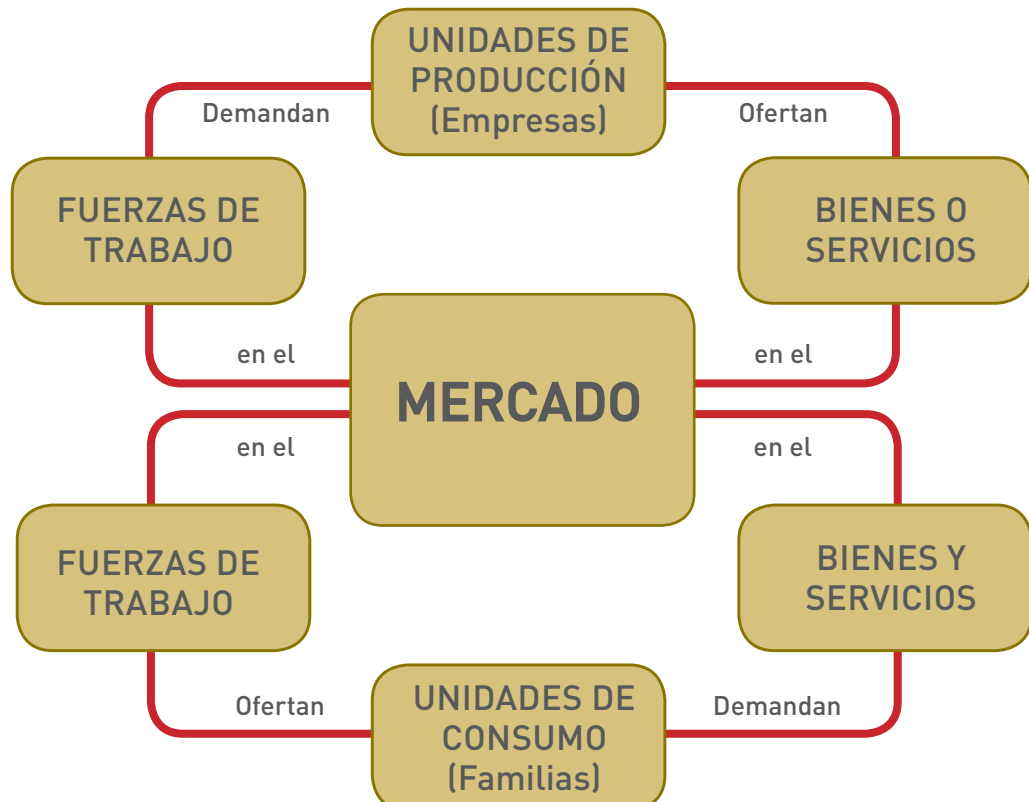 UNIDADES DE
PRODUCCIÓN
(Empresas)
Demandan
Ofertan
FUERZAS DE
TRABAJO
BIENES O
SERVICIOS
en el
en el
MERCADO
en el
en el
FUERZAS DE
TRABAJO
BIENES Y
SERVICIOS
Ofertan
Demandan
UNIDADES DE
CONSUMO
(Familias)